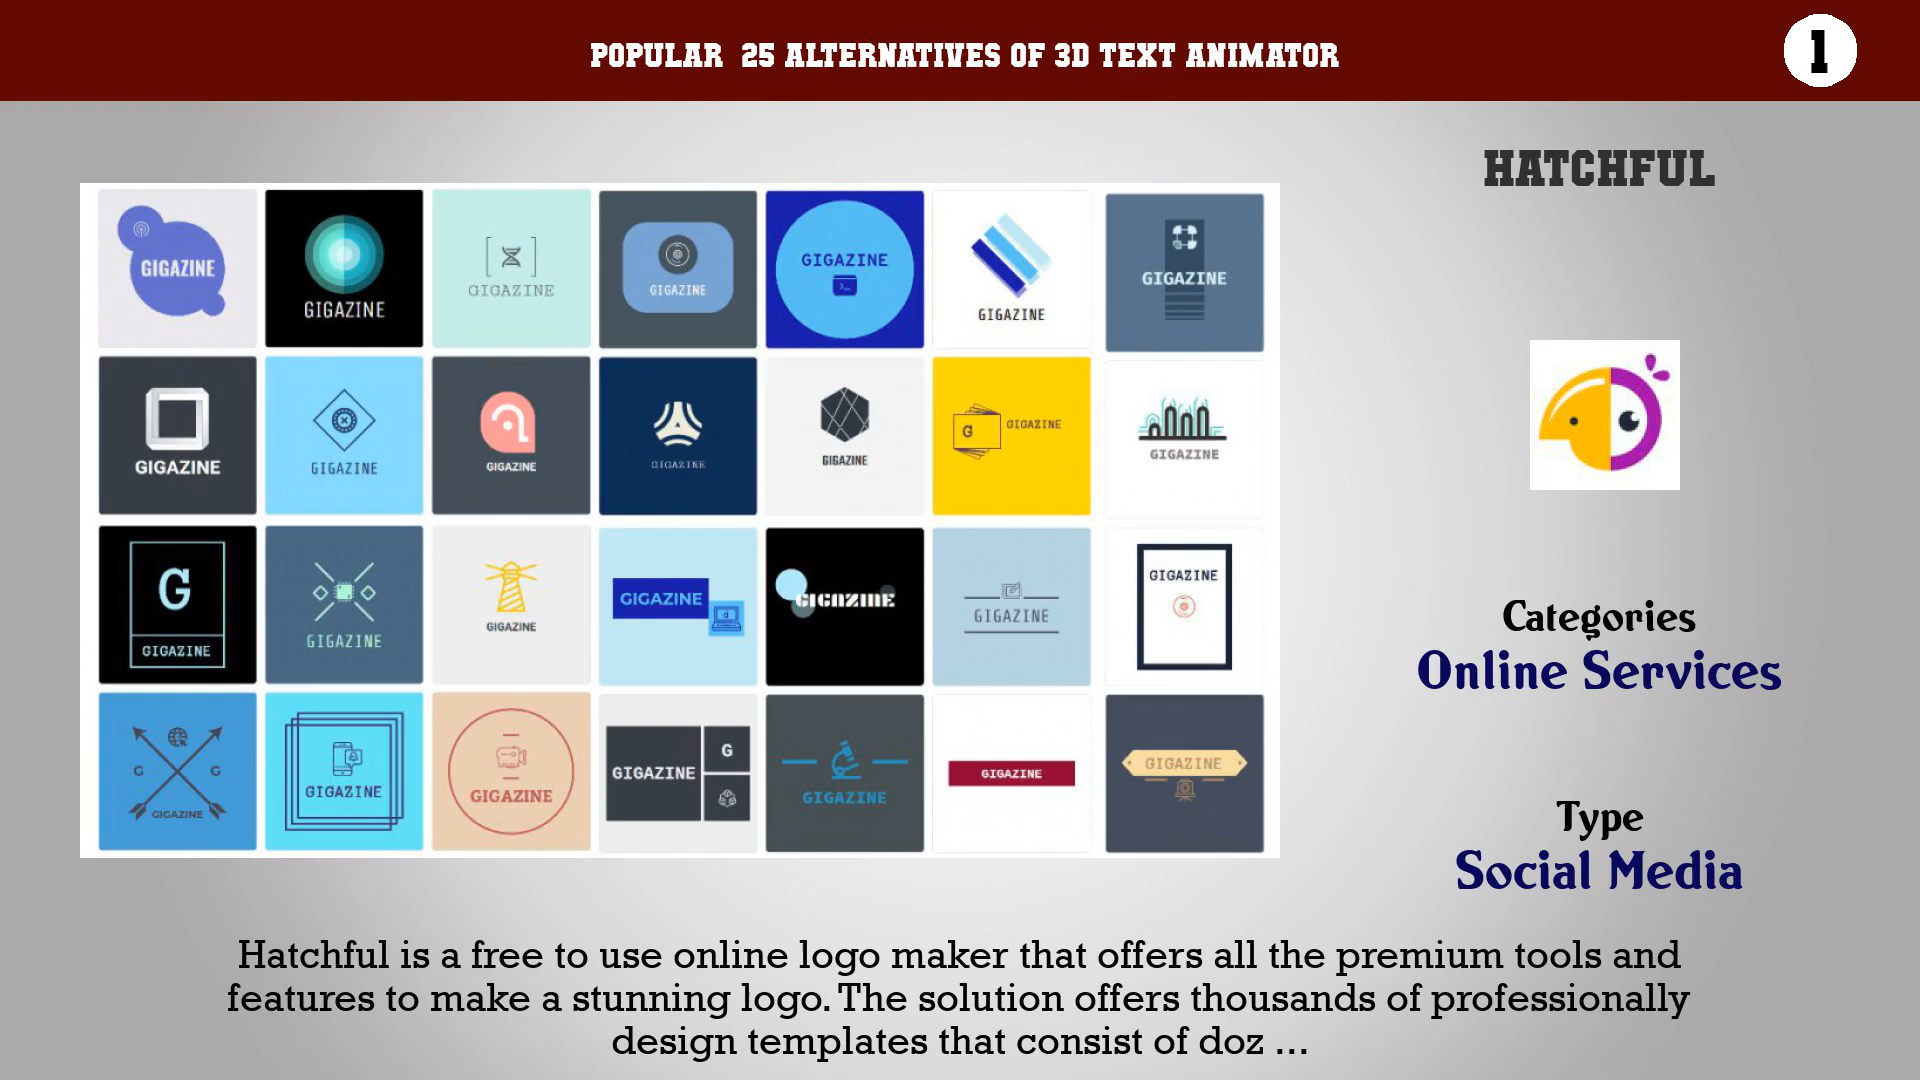 POPULAR 25 ALTERNATIVES OF 3D TEXT ANIMATOR
1
HATCHFUL
GIGAZINE
GIGAZINE
GIGAZINE
GIGAZINE
GIGAZINE
>_
GIGAZINE
GIGAZINE
GIGAZINE
GIGAZINE
GIGAZINE
GIGAZINE
GIGAZINE
G
GIGAZINE
GIGAZINE
G
GIGAZINE
GIGAZINE
GIGAZINE
GIGAZINE
GIGAZINE
GIGAZINE
GIGAZINE
G G
GIGAZINE
GIGAZINE
GIGAZINE
GIGAZINE
G
GIGAZINE
GIGAZINE
GIGAZINE
Categories
Online Services
Type
Social Media
Hatchful is a free to use online logo maker that offers all the premium tools and
features to make a stunning logo. The solution offers thousands of professionally
design templates that consist of doz ...